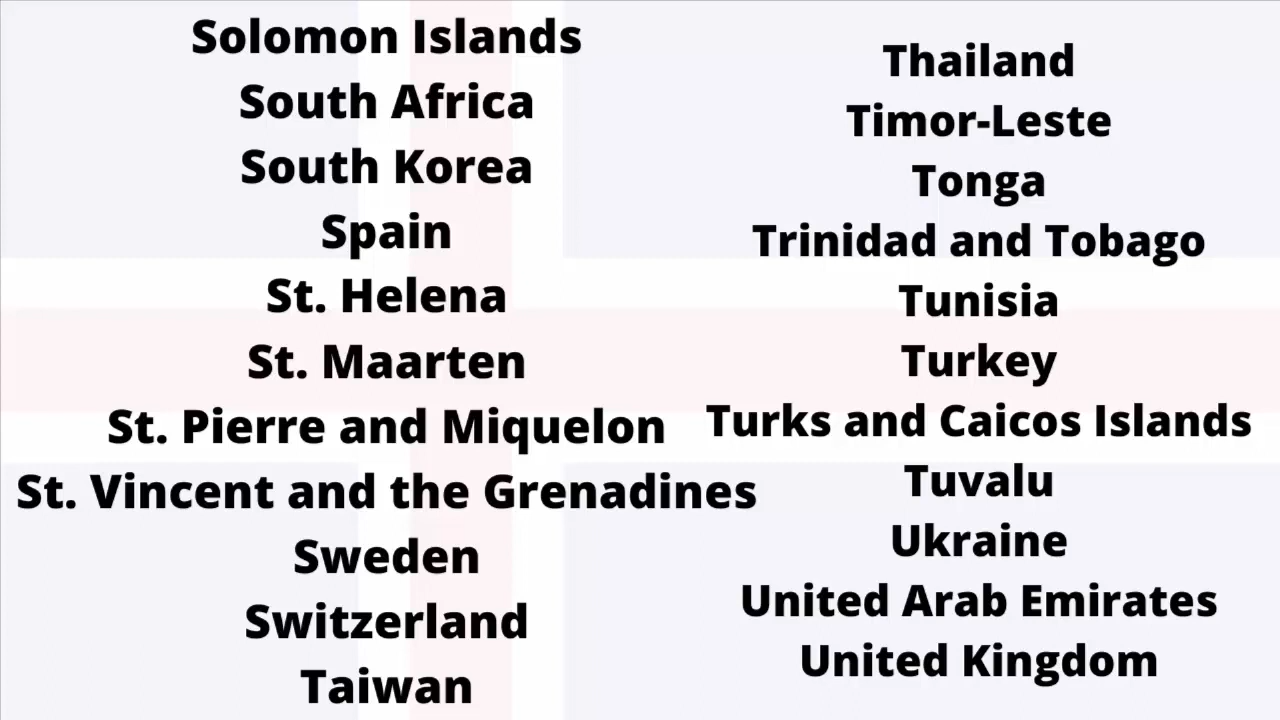 Solomon Islands
South Africa
South Korea
Spain
St. Helena
St. Maarten
St. Pierre and Miquelon
St. Vincent and the Grenadines
Sweden
Switzerland
Taiwan
Thailand
Timor-Leste
Tonga
Trinidad and Tobago
Tunisia
Turkey
Turks and Caicos Islands
Tuvalu
Ukraine
United Arab Emirates
United Kingdom